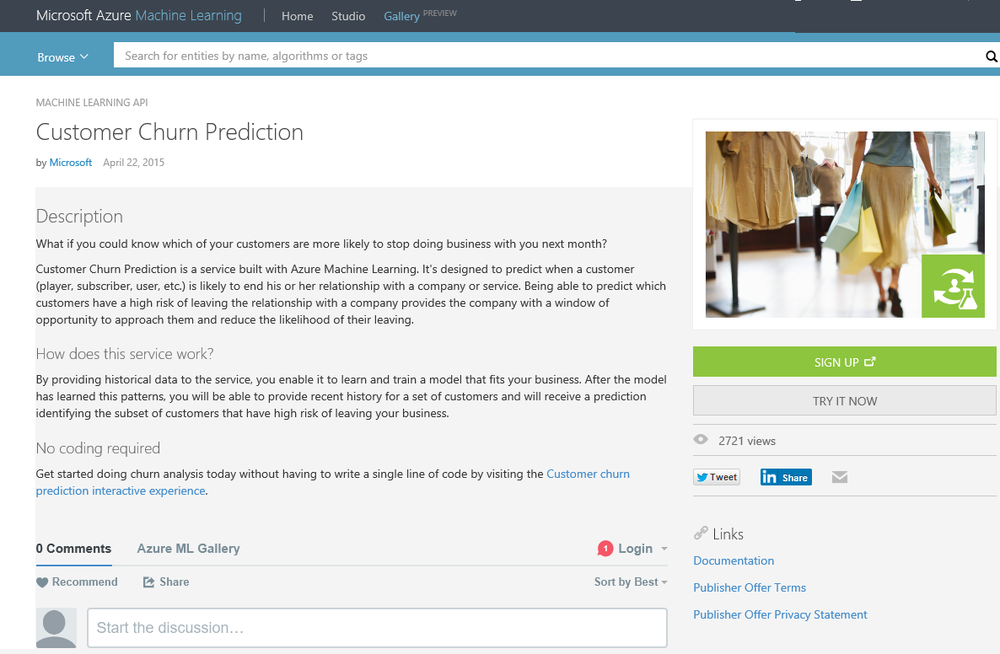 Microsoft Azure Machine Learning Home Studio Gallery PREVIEW
Browse Search for entities by name, algorithms or tags
MACHINE LEARNING API
Customer Churn Prediction
by Microsoft April 22, 2015
Description
What if you could know which of your customers are more likely to stop doing business with you next month?
Customer Churn Prediction is a service built with Azure Machine Learning. It's designed to predict when a customer
(player, subscriber, user, etc.) is likely to end his or her relationship with a company or service. Being able to predict which
customers have a high risk of leaving the relationship with a company provides the company with a window of
opportunity to approach them and reduce the likelihood of their leaving.
How does this service work?
By providing historical data to the service, you enable it to learn and train a model that fits your business. After the model
has learned this patterns, you will be able to provide recent history for a set of customers and will receive a prediction
identifying the subset of customers that have high risk of leaving your business.
No coding required
Get started doing churn analysis today without having to write a single line of code by visiting the Customer churn
prediction interactive experience.
0 Comments Azure ML Gallery 1 Login
Recommend Share Sort by Best
Start the discussion...
SIGN UP
TRY IT NOW
2721 views
Tweet in Share
Links
Documentation
Publisher Offer Terms
Publisher Offer Privacy Statement